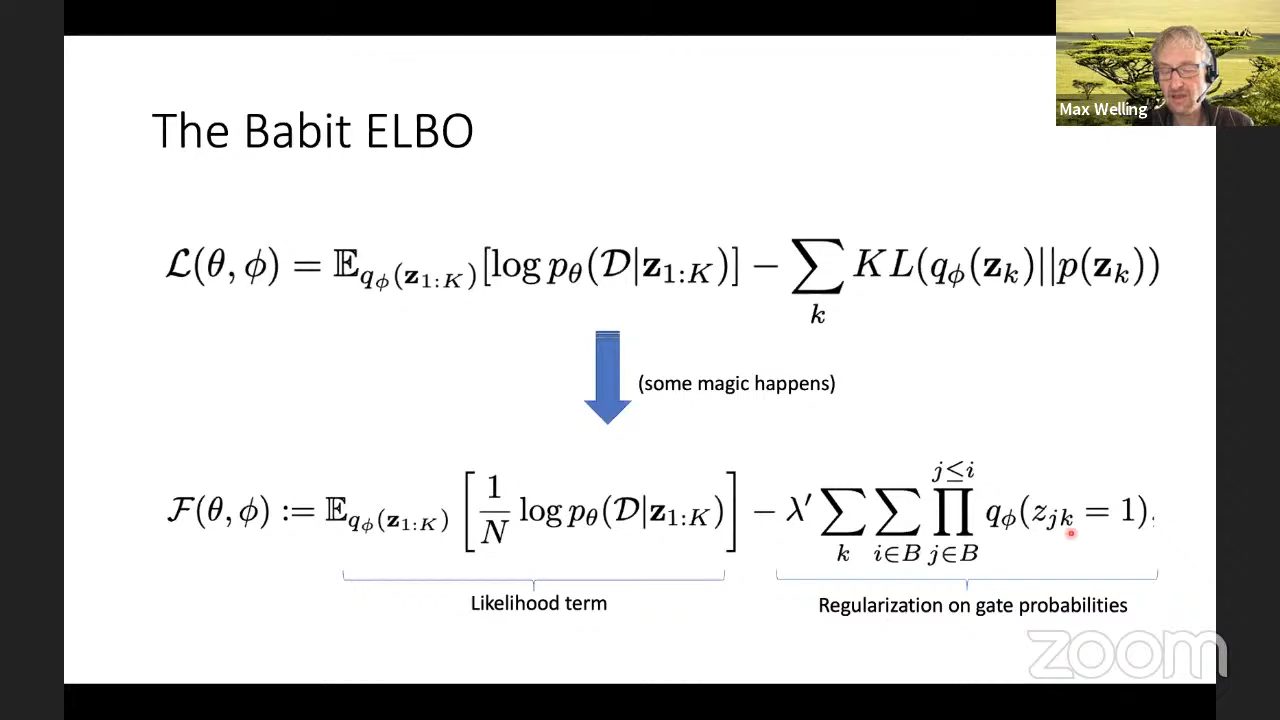 Max Welling
The Babit ELBO
ℒ(θ, ϕ) = 𝔼_{q_ϕ(𝐳_{1:K})}[log p_θ(𝒟|𝐳_{1:K})] − ∑_k KL(q_ϕ(𝐳_k)||p(𝐳_k))
(some magic happens)
ℱ(θ, ϕ) := 𝔼_{q_ϕ(𝐳_{1:K})} [ 1/N log p_θ(𝒟|𝐳_{1:K}) ] − λ′ ∑_k ∑_{i∈B} ∏_{j∈B}^{j≤i} q_ϕ(z_{jk} = 1),
Likelihood term
Regularization on gate probabilities
zoom